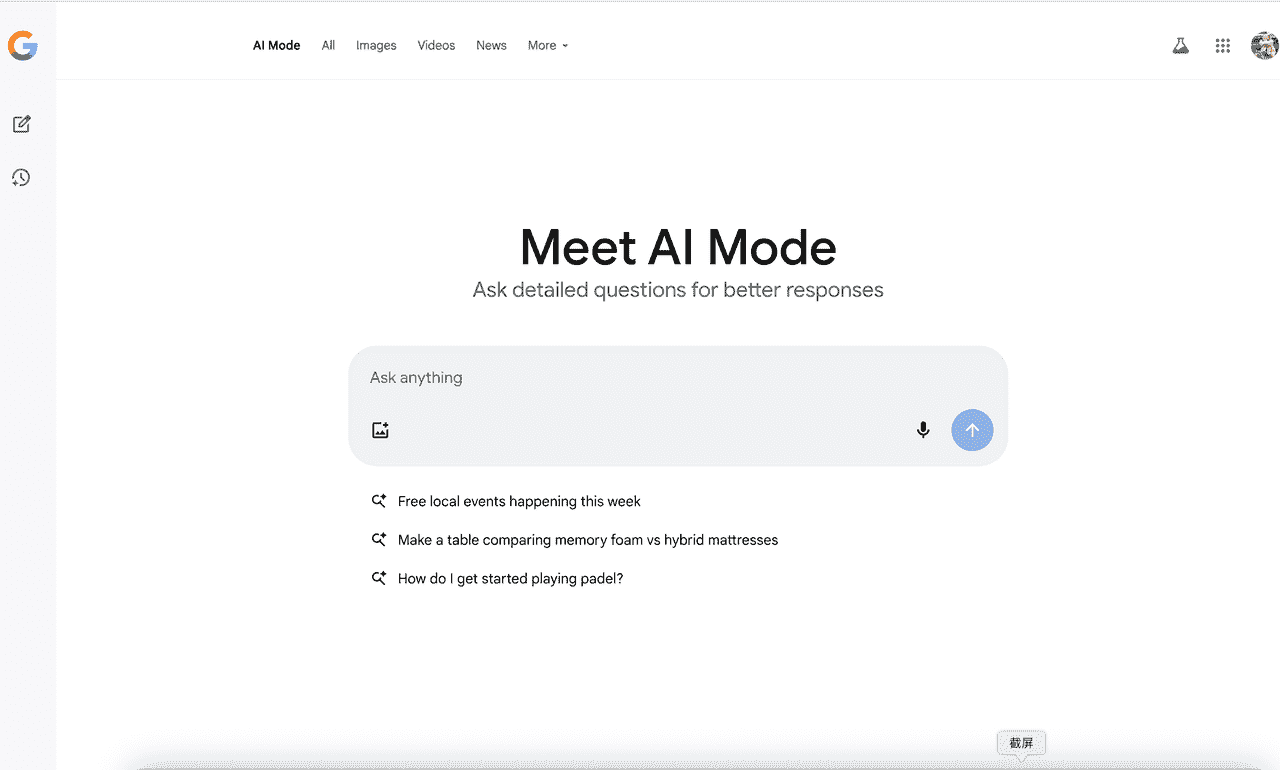 AI Mode All Images Videos News More
Meet AI Mode
Ask detailed questions for better responses
Ask anything
Free local events happening this week
Make a table comparing memory foam vs hybrid mattresses
How do I get started playing padel?
截屏